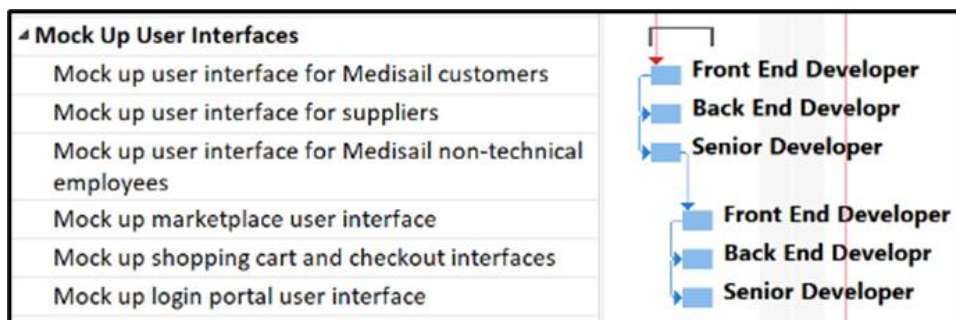 Mock Up User Interfaces
Mock up user interface for Medisail customers
Front End Developer
Mock up user interface for suppliers
Back End Developr
Mock up user interface for Medisail non-technical
employees
Senior Developer
Mock up marketplace user interface
Front End Developer
Mock up shopping cart and checkout interfaces
Back End Developr
Mock up login portal user interface
Senior Developer